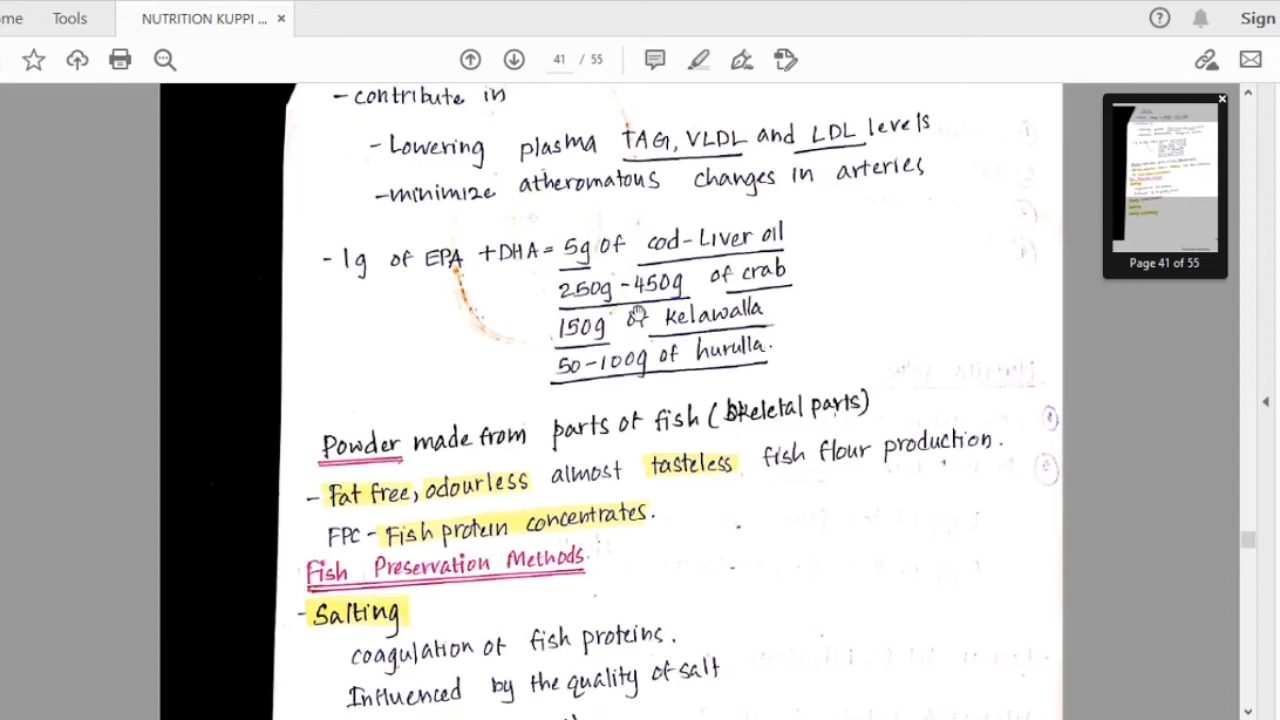 ome Tools NUTRITION KUPPI ... × Sign
41 / 55
- contribute in
- Lowering plasma TAG, VLDL and LDL levels
- minimize atheromatous changes in arteries
- 1g of EPA + DHA = 5g of cod-Liver oil
250g - 450g of crab
150g of Kelawalla
50-100g of hurulla.
Powder made from parts of fish (skeletal parts)
- Fat free, odourless almost tasteless fish flour production.
FPC - Fish protein concentrates.
Fish Preservation Methods.
- Salting
coagulation of fish proteins.
Influenced by the quality of salt
Page 41 of 55